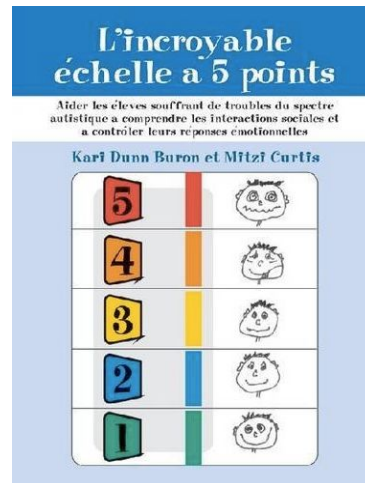 L'incroyable
échelle a 5 points
Aider les éleves souffrant de troubles du spectre
autistique a comprendre les interactions sociales et
a contrôler leurs réponses émotionnelles
Kari Dunn Buron et Mitzi Curtis
5
4
3
2
1